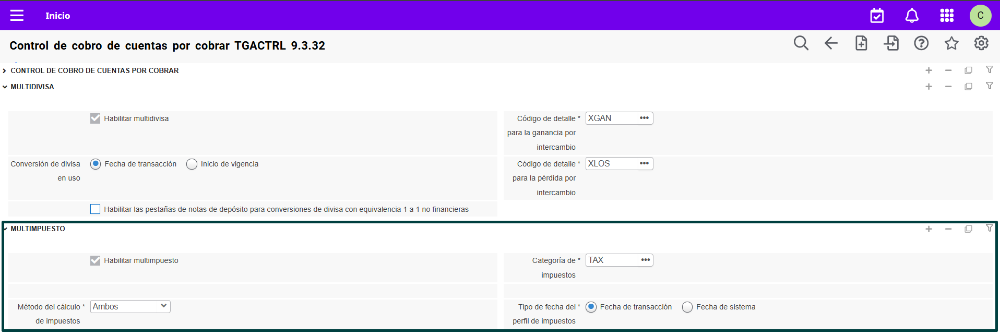 Inicio
C
Control de cobro de cuentas por cobrar TGACTRL 9.3.32
CONTROL DE COBRO DE CUENTAS POR COBRAR
MULTIDIVISA
Habilitar multidivisa
Código de detalle * XGAN •••
para la ganancia por
intercambio
Conversión de divisa Fecha de transacción Inicio de vigencia
en uso
Código de detalle * XLOS •••
para la pérdida por
intercambio
Habilitar las pestañas de notas de depósito para conversiones de divisa con equivalencia 1 a 1 no financieras
MULTIMPUESTO
Habilitar multimpuesto
Categoría de * TAX •••
impuestos
Método del cálculo * Ambos
de impuestos
Tipo de fecha del * Fecha de transacción Fecha de sistema
perfil de impuestos